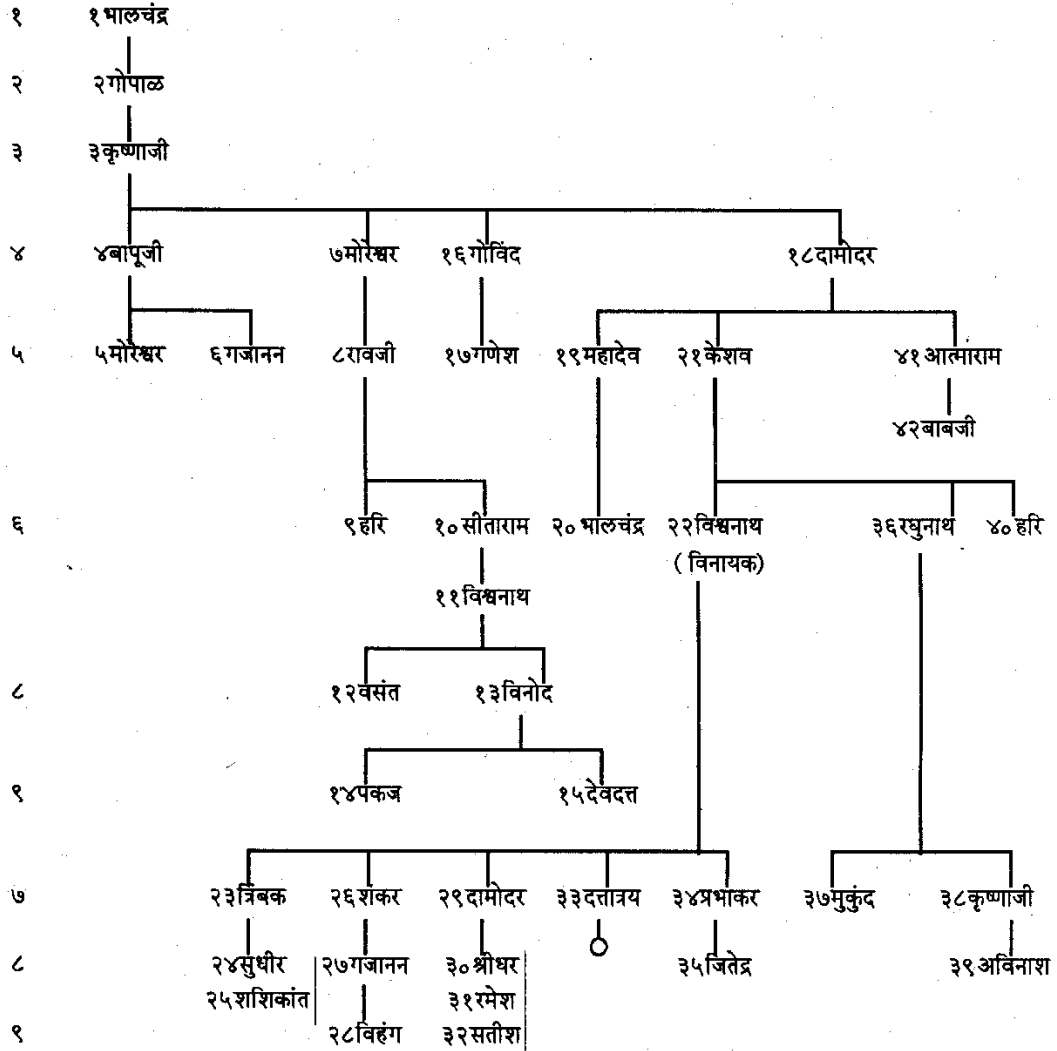 १ १भालचंद्र
२ २गोपाळ
३ ३कृष्णाजी
४ ४बापूजी ७मोरेश्वर १६गोविंद १८दामोदर
५ ५मोरेश्वर ६गजानन ८रावजी १७गणेश १९महादेव २१केशव ४१आत्माराम
४२बाबजी
६ ९हरि १०सीताराम २०भालचंद्र २२विश्वनाथ ३६रघुनाथ ४०हरि
(विनायक)
११विश्वनाथ
८ १२वसंत १३विनोद
९ १४पंकज १५देवदत्त
७ २३त्रिंबक २६शंकर २९दामोदर ३३दत्तात्रय ३४प्रभाकर ३७मुकुंद ३८कृष्णाजी
८ २४सुधीर २७गजानन ३०श्रीधर ३५जितेद्र ३९अविनाश
२५शशिकांत ३१रमेश
९ २८विहंग ३२सतीश